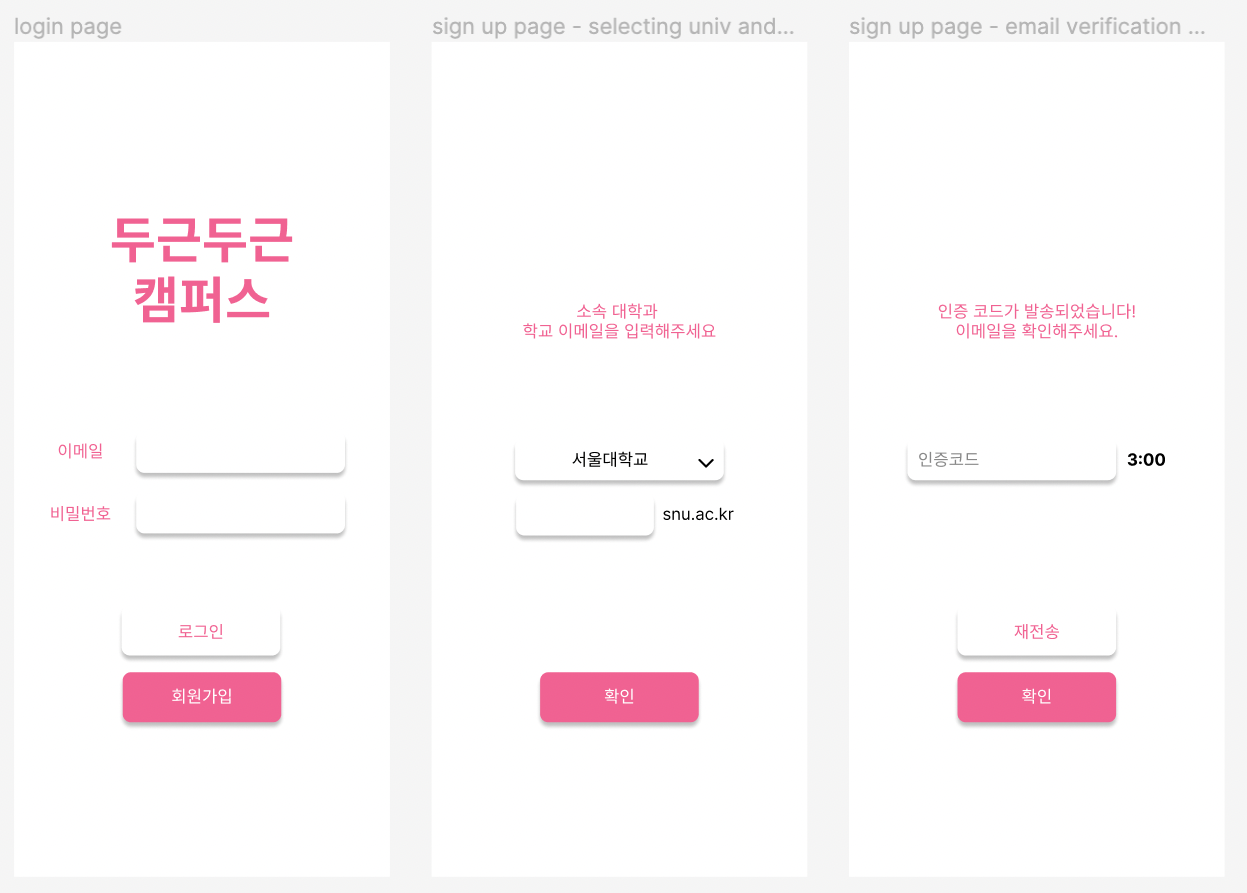 login page
두근두근
캠퍼스
이메일
비밀번호
로그인
회원가입
sign up page - selecting univ and...
소속 대학과
학교 이메일을 입력해주세요
서울대학교
snu.ac.kr
확인
sign up page - email verification ...
인증 코드가 발송되었습니다!
이메일을 확인해주세요.
인증코드 3:00
재전송
확인